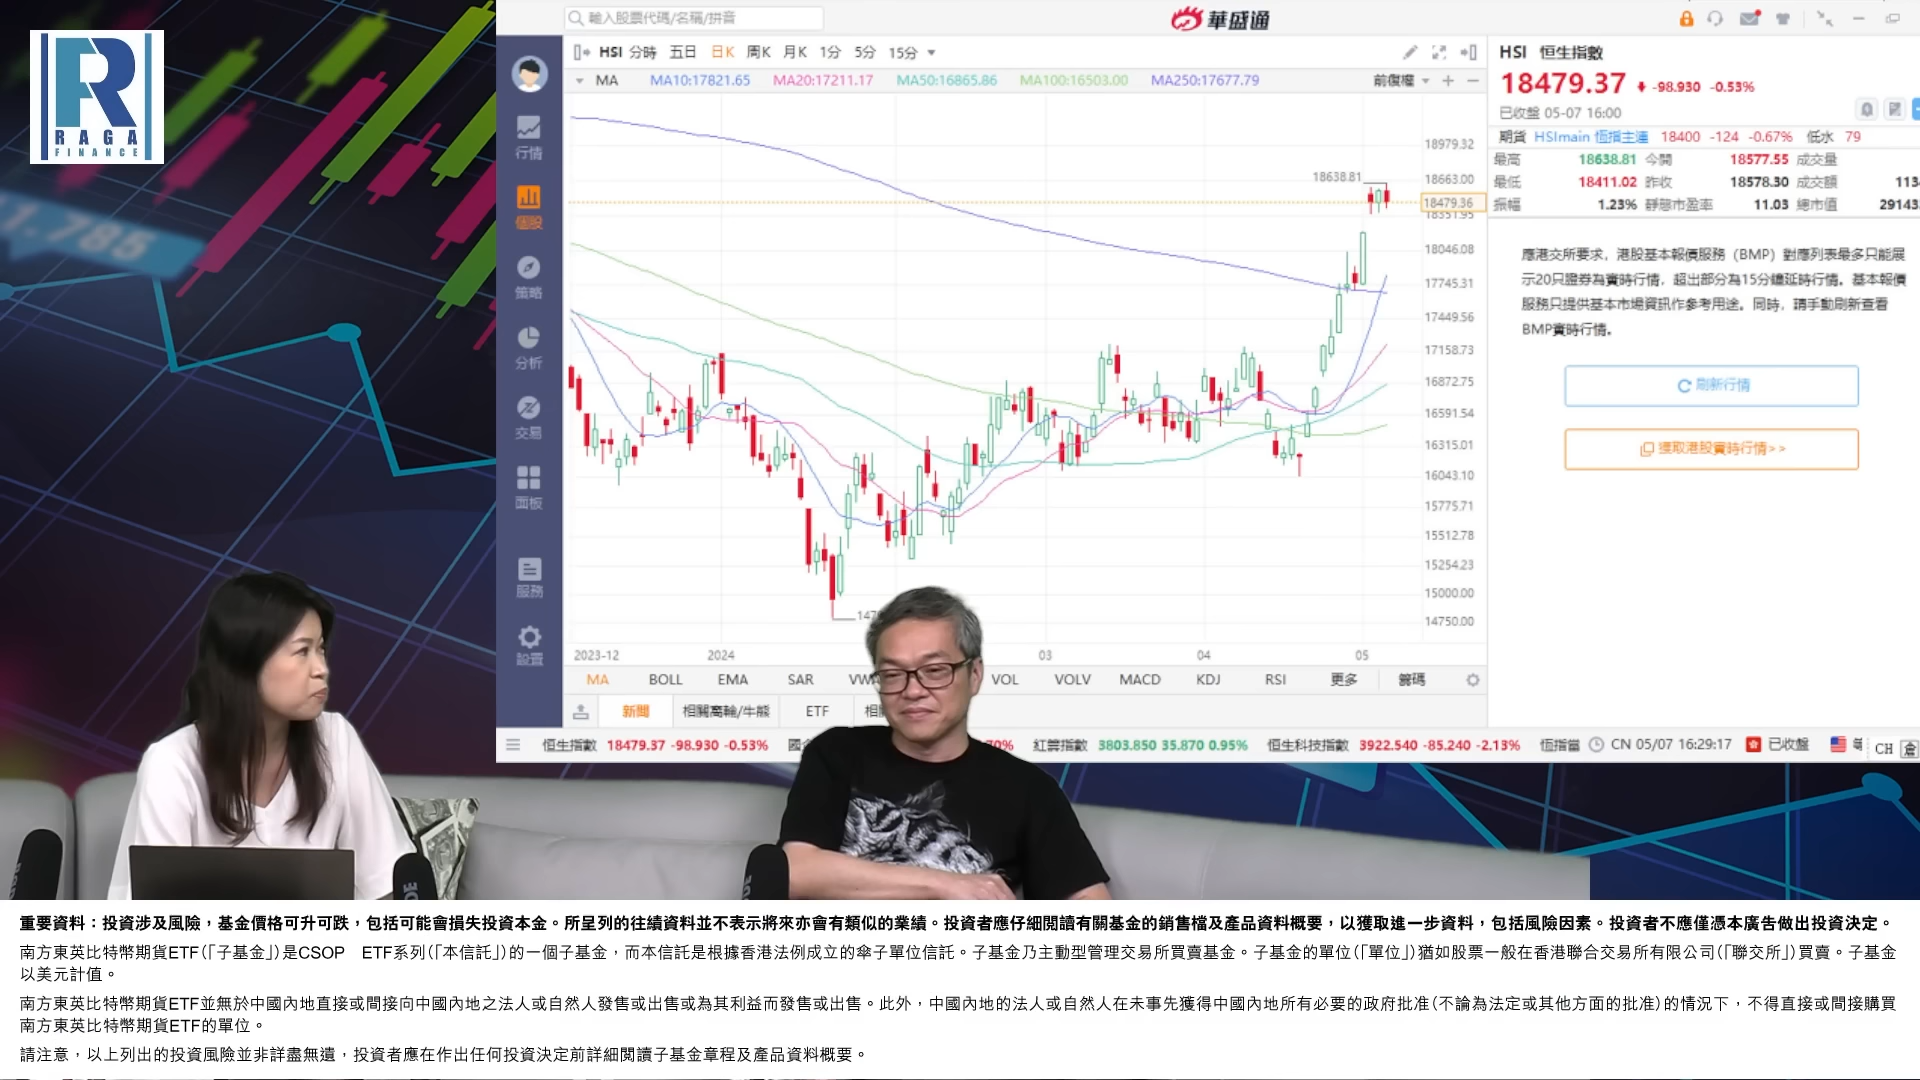 RAGA
FINANCE
輸入股票代碼/名稱/拼音
華盛通
HSI 分時 五日 日K 周K 月K 1分 5分 15分
MA MA10:17821.65 MA20:17211.17 MA50:16865.86 MA100:16503.00 MA250:17677.79 前復權
行情
個股
策略
分析
交易
面板
服務
設置
18979.32
18663.00
18479.36
18351.95
18046.08
17745.31
17449.56
17158.73
16872.75
16591.54
16315.01
16043.10
15775.71
15512.78
15254.23
15000.00
14750.00
18638.81
2023-12 2024 03 04 05
MA BOLL EMA SAR VOL VOLV MACD KDJ RSI 更多 籌碼
新聞 相關窩輪/牛熊 ETF
HSI 恒生指數
18479.37 -98.930 -0.53%
已收盤 05-07 16:00
期貨 HSImain 恆指主連 18400 -124 -0.67% 低水 79
最高 18638.81 今開 18577.55 成交量
最低 18411.02 昨收 18578.30 成交額 113
振幅 1.23% 靜態市盈率 11.03 總市值 29143
應港交所要求，港股基本報價服務（BMP）對應列表最多只能展
示20只證券為實時行情，超出部分為15分鐘延時行情。基本報價
服務只提供基本市場資訊作參考用途。同時，請手動刷新查看
BMP實時行情。
刷新行情
獲取港股實時行情>>
恒生指數 18479.37 -98.930 -0.53% 紅籌指數 3803.850 35.870 0.95% 恒生科技指數 3922.540 -85.240 -2.13% 恆指當 CN 05/07 16:29:17 已收盤 CH
重要資料：投資涉及風險，基金價格可升可跌，包括可能會損失投資本金。所呈列的往績資料並不表示將來亦會有類似的業績。投資者應仔細閱讀有關基金的銷售檔及產品資料概要，以獲取進一步資料，包括風險因素。投資者不應僅憑本廣告做出投資決定。
南方東英比特幣期貨ETF(「子基金」)是CSOP ETF系列(「本信託」)的一個子基金，而本信託是根據香港法例成立的傘子單位信託。子基金乃主動型管理交易所買賣基金。子基金的單位(「單位」)猶如股票一般在香港聯合交易所有限公司(「聯交所」)買賣。子基金
以美元計值。
南方東英比特幣期貨ETF並無於中國內地直接或間接向中國內地之法人或自然人發售或出售或為其利益而發售或出售。此外，中國內地的法人或自然人在未事先獲得中國內地所有必要的政府批准(不論為法定或其他方面的批准)的情況下，不得直接或間接購買
南方東英比特幣期貨ETF的單位。
請注意，以上列出的投資風險並非詳盡無遺，投資者應在作出任何投資決定前詳細閱讀子基金章程及產品資料概要。